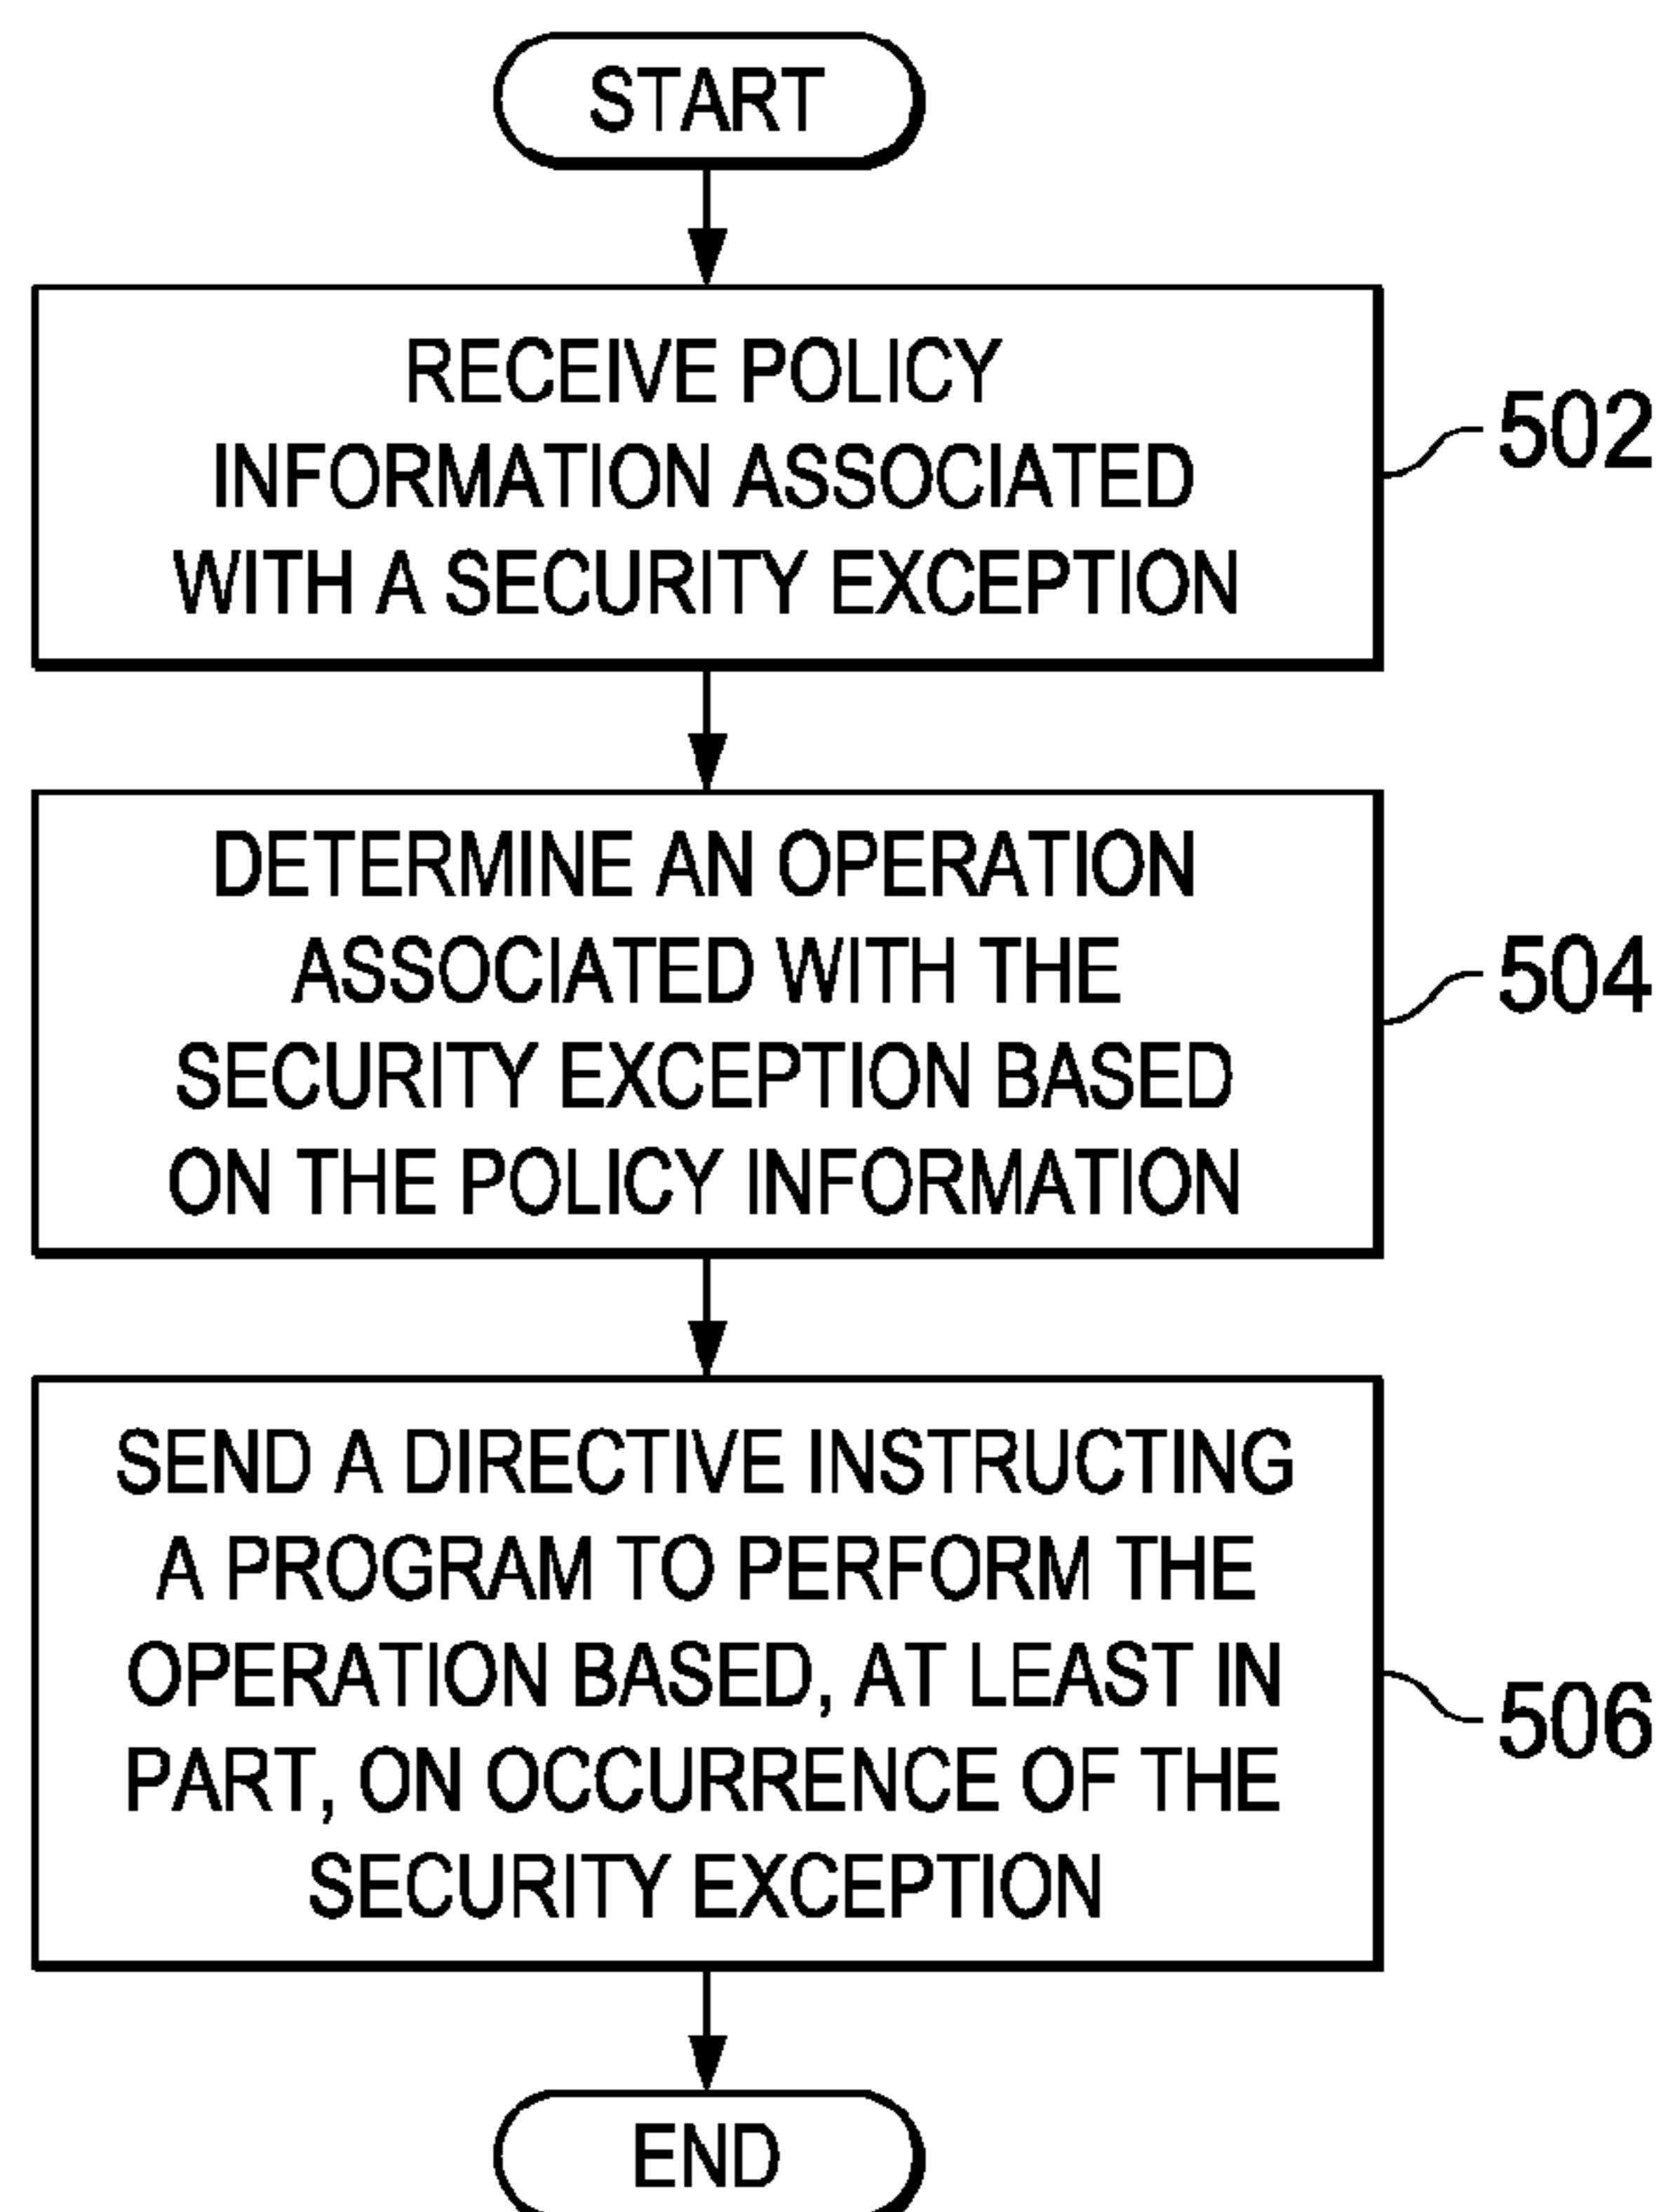 START
RECEIVE POLICY
INFORMATION ASSOCIATED
WITH A SECURITY EXCEPTION
502
DETERMINE AN OPERATION
ASSOCIATED WITH THE
SECURITY EXCEPTION BASED
ON THE POLICY INFORMATION
504
SEND A DIRECTIVE INSTRUCTING
A PROGRAM TO PERFORM THE
OPERATION BASED, AT LEAST IN
PART, ON OCCURRENCE OF THE
SECURITY EXCEPTION
506
END